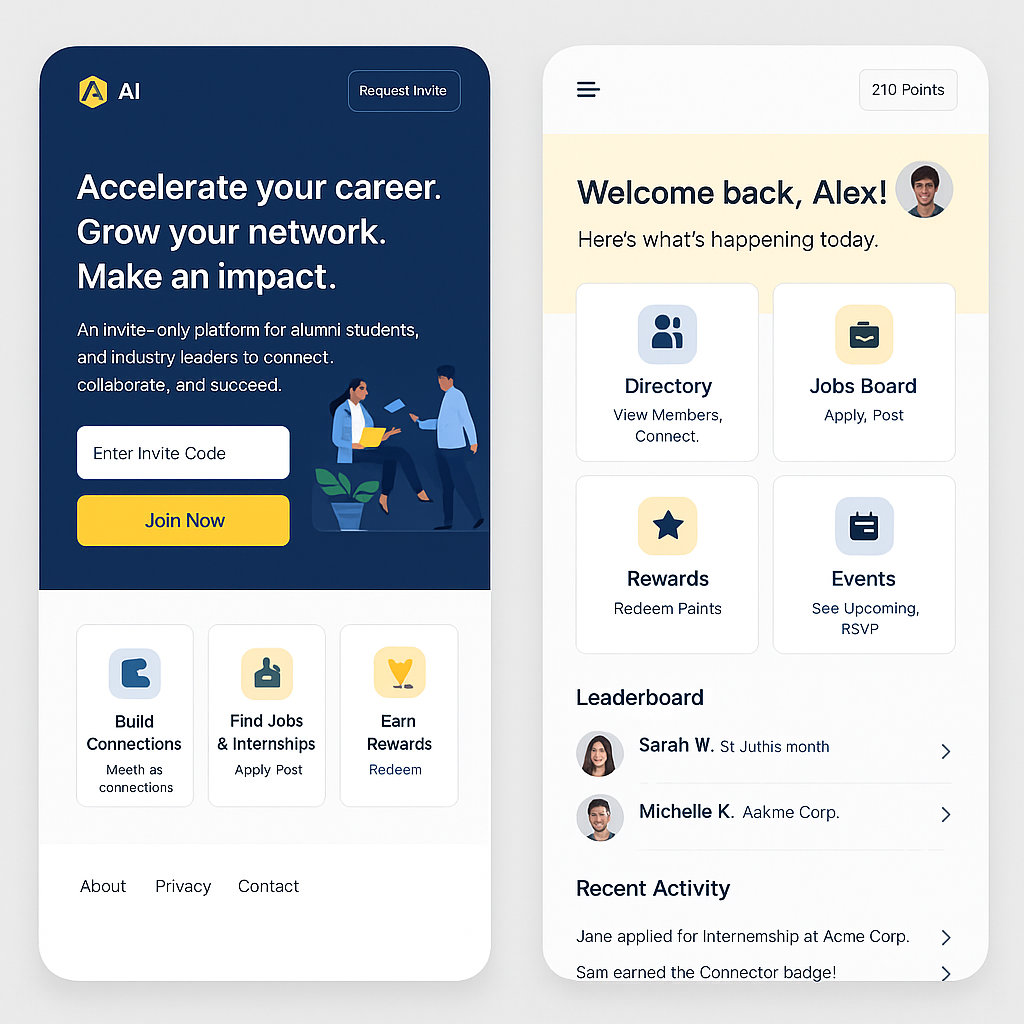 AI
Request Invite
Accelerate your career.
Grow your network.
Make an impact.
An invite-only platform for alumni students,
and industry leaders to connect.
collaborate, and succeed.
Enter Invite Code
Join Now
Build
Connections
Meeth as
connections
Find Jobs
& Internships
Apply Post
Earn
Rewards
Redeem
About
Privacy
Contact
210 Points
Welcome back, Alex!
Here's what's happening today.
Directory
View Members,
Connect.
Jobs Board
Apply, Post
Rewards
Redeem Paints
Events
See Upcoming,
RSVP
Leaderboard
Sarah W. St Juthis month
Michelle K. Aakme Corp.
Recent Activity
Jane applied for Internemship at Acme Corp.
Sam earned the Connector badge!